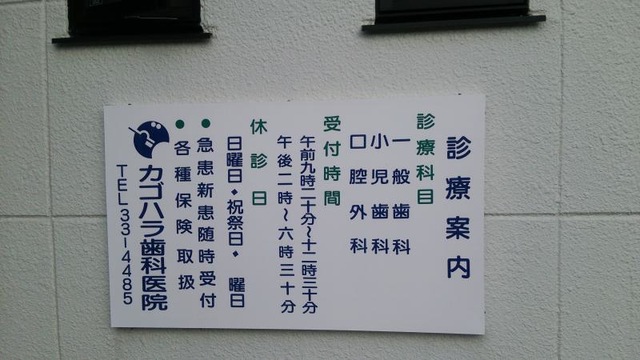 診療案内
診療科目
一般歯科
小児歯科
口腔外科
受付時間
午前九時二十分〜十二時三十分
午後二時〜六時三十分
休診日
日曜日・祝祭日・　曜日
●急患新患随時受付
●各種保険取扱
カゴハラ歯科医院
TEL33-4485